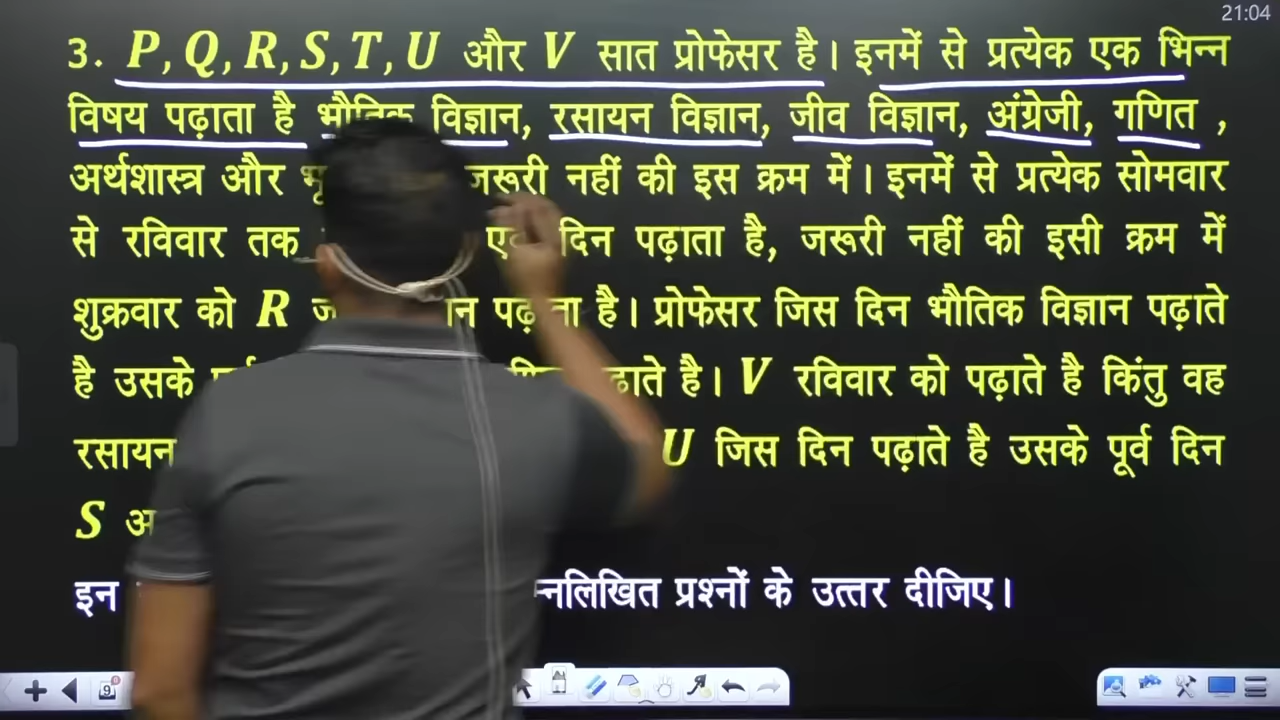 21:04
3. P, Q, R, S, T, U और V सात प्रोफेसर है। इनमें से प्रत्येक एक भिन्न
विषय पढ़ाता है भौतिक विज्ञान, रसायन विज्ञान, जीव विज्ञान, अंग्रेजी, गणित ,
अर्थशास्त्र और जरूरी नहीं की इस क्रम में। इनमें से प्रत्येक सोमवार
से रविवार तक दिन पढ़ाता है, जरूरी नहीं की इसी क्रम में
शुक्रवार को R है। प्रोफेसर जिस दिन भौतिक विज्ञान पढ़ाते
है उसके है। V रविवार को पढ़ाते है किंतु वह
रसायन U जिस दिन पढ़ाते है उसके पूर्व दिन
S
इन प्रश्नों के उत्तर दीजिए।